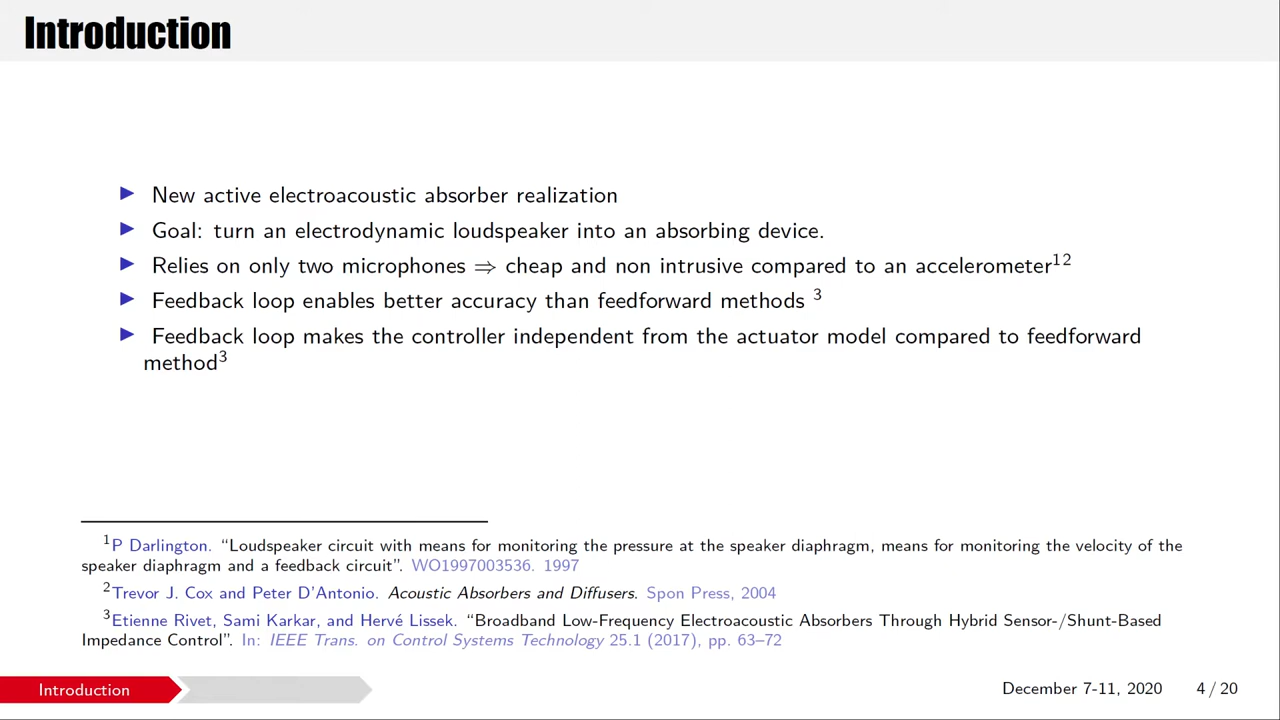 Introduction
▶ New active electroacoustic absorber realization
▶ Goal: turn an electrodynamic loudspeaker into an absorbing device.
▶ Relies on only two microphones ⇒ cheap and non intrusive compared to an accelerometer¹²
▶ Feedback loop enables better accuracy than feedforward methods ³
▶ Feedback loop makes the controller independent from the actuator model compared to feedforward
method³
¹P Darlington. “Loudspeaker circuit with means for monitoring the pressure at the speaker diaphragm, means for monitoring the velocity of the
speaker diaphragm and a feedback circuit”. WO1997003536. 1997
²Trevor J. Cox and Peter D’Antonio. Acoustic Absorbers and Diffusers. Spon Press, 2004
³Etienne Rivet, Sami Karkar, and Hervé Lissek. “Broadband Low-Frequency Electroacoustic Absorbers Through Hybrid Sensor-/Shunt-Based
Impedance Control”. In: IEEE Trans. on Control Systems Technology 25.1 (2017), pp. 63–72
Introduction
December 7-11, 2020 4 / 20